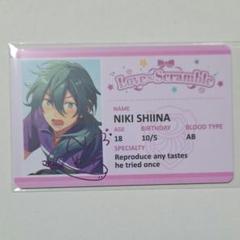 Love×Scramble
NAME
NIKI SHIINA
AGE BIRTHDAY BLOOD TYPE
18 10/5 AB
SPECIALTY
Reproduce any tastes
he tried once